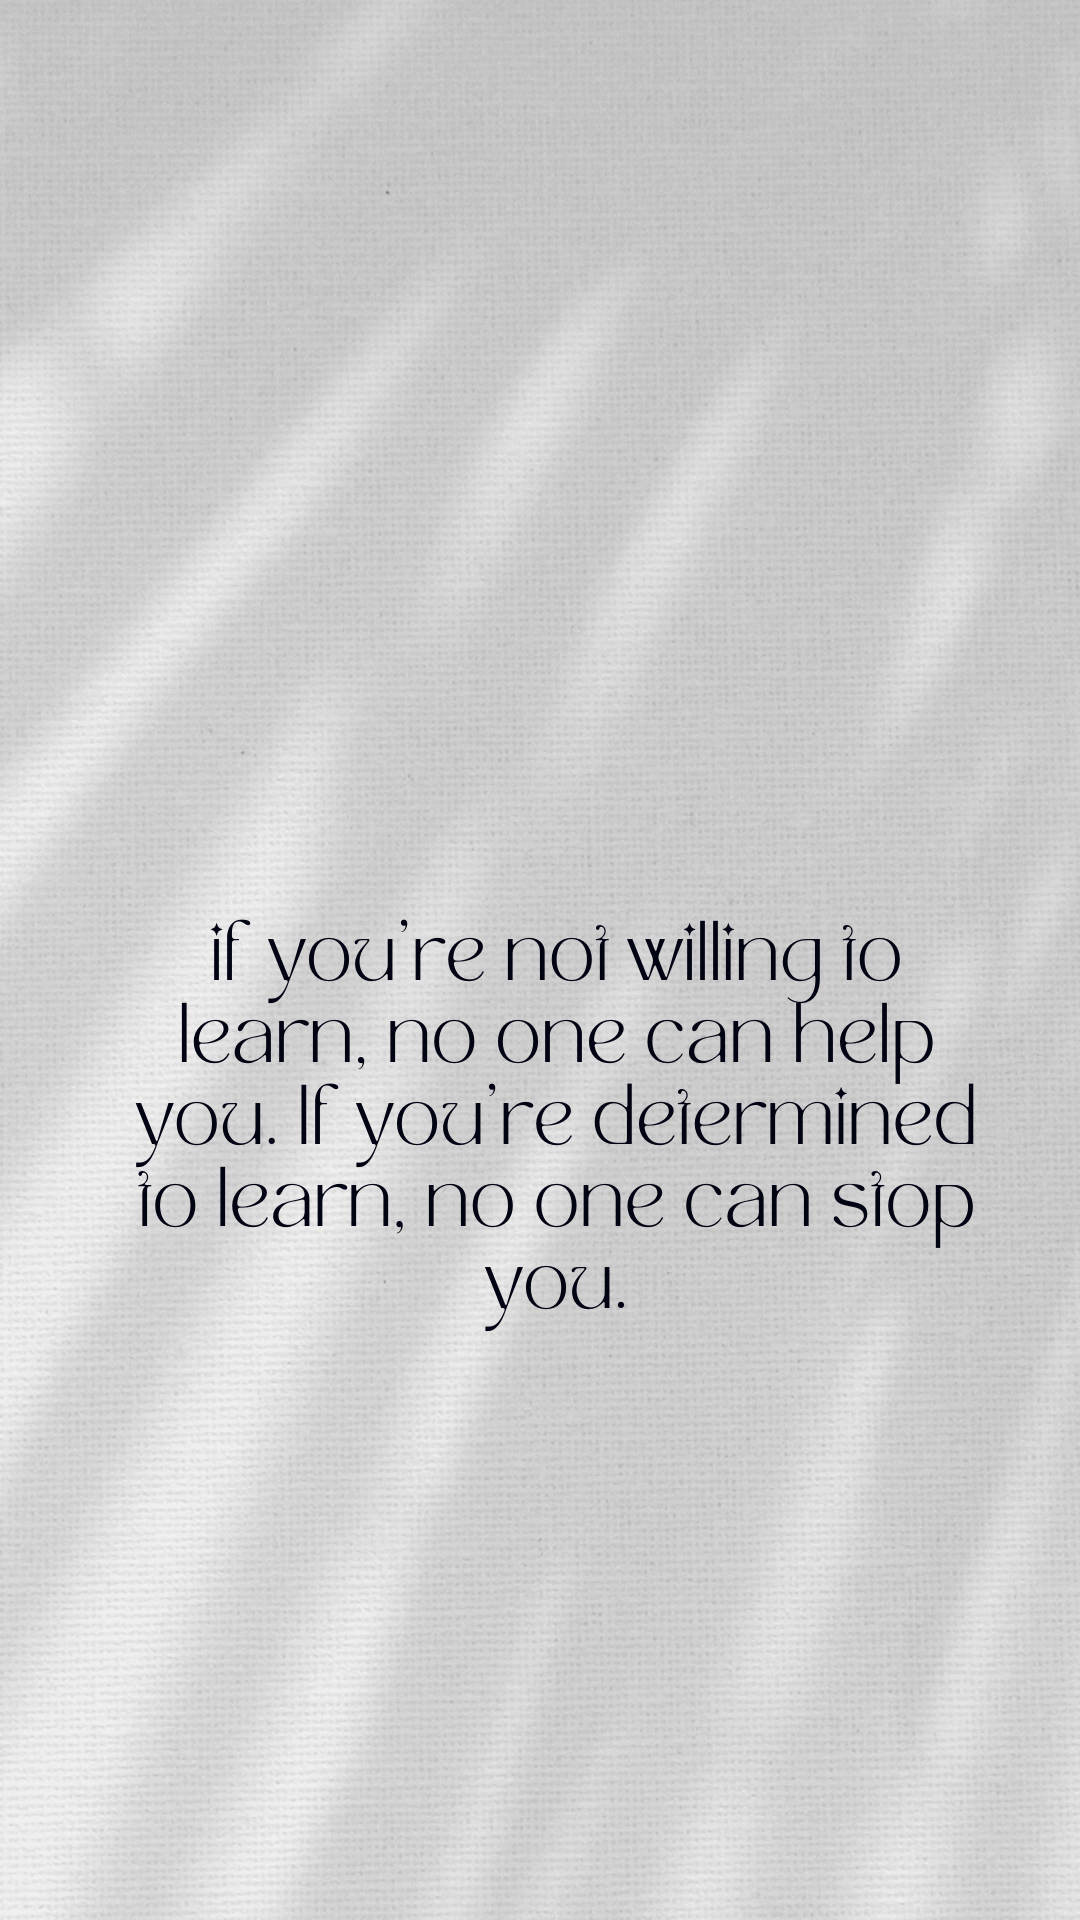 if you’re not willing to
learn, no one can help
you. If you’re determined
to learn, no one can stop
you.